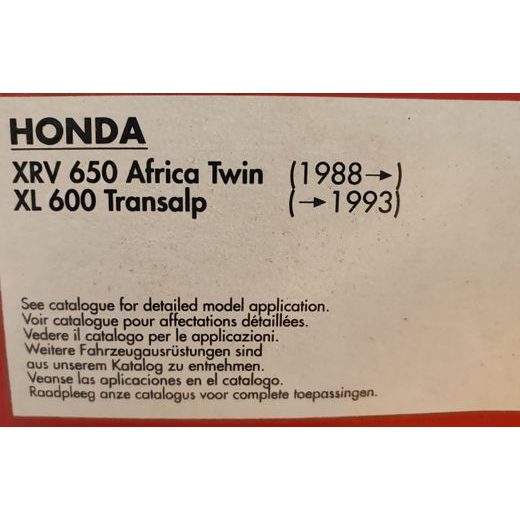 HONDA
XRV 650 Africa Twin (1988→)
XL 600 Transalp (→1993)
See catalogue for detailed model application.
Voir catalogue pour affectations détaillées.
Vedere il catalogo per le applicazioni.
Weitere Fahrzeugausrüstungen sind
aus unserem Katalog zu entnehmen.
Veanse las aplicaciones en el catalogo.
Raadpleeg anze catalogus voor complete toepassingen.